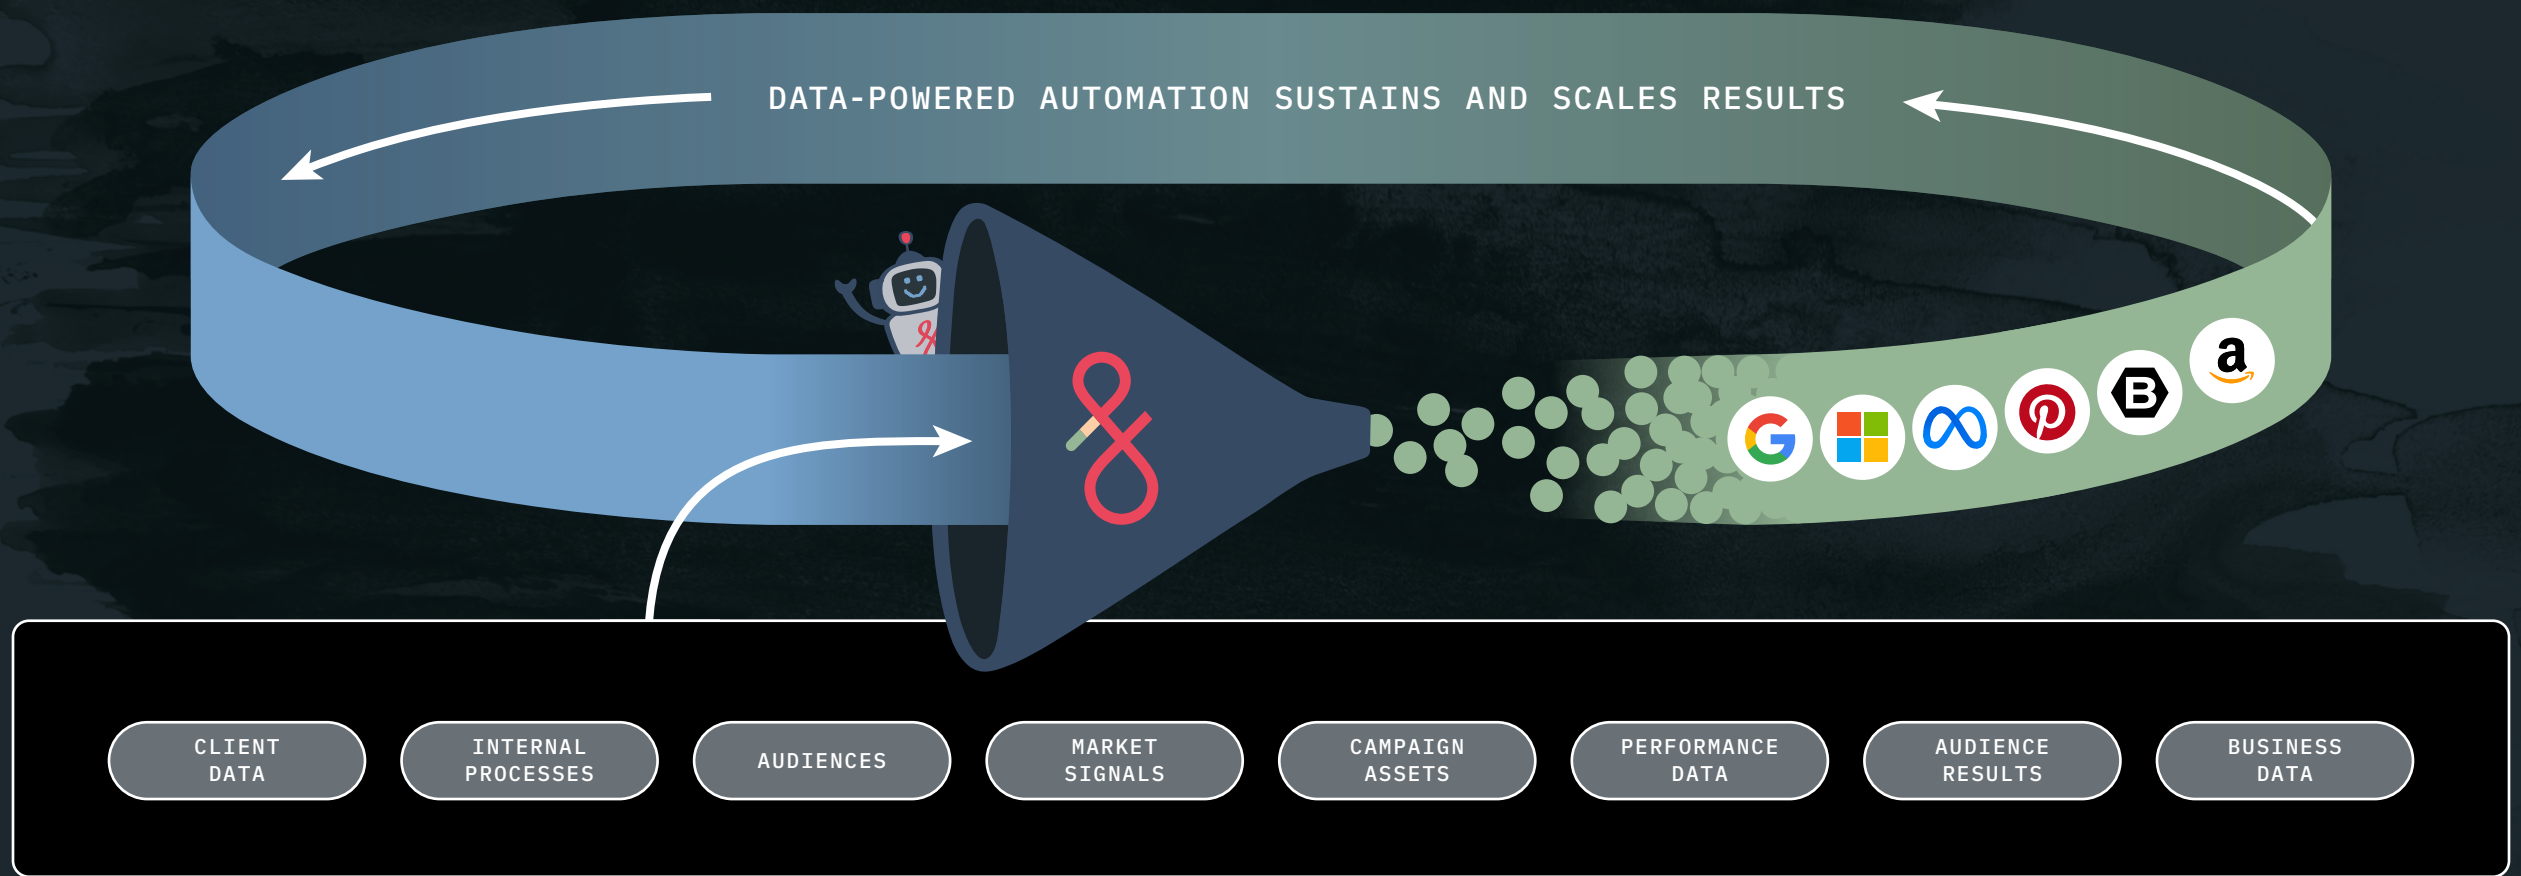 DATA-POWERED AUTOMATION SUSTAINS AND SCALES RESULTS
&
B
a
CLIENT
DATA
INTERNAL
PROCESSES
AUDIENCES
MARKET
SIGNALS
CAMPAIGN
ASSETS
PERFORMANCE
DATA
AUDIENCE
RESULTS
BUSINESS
DATA